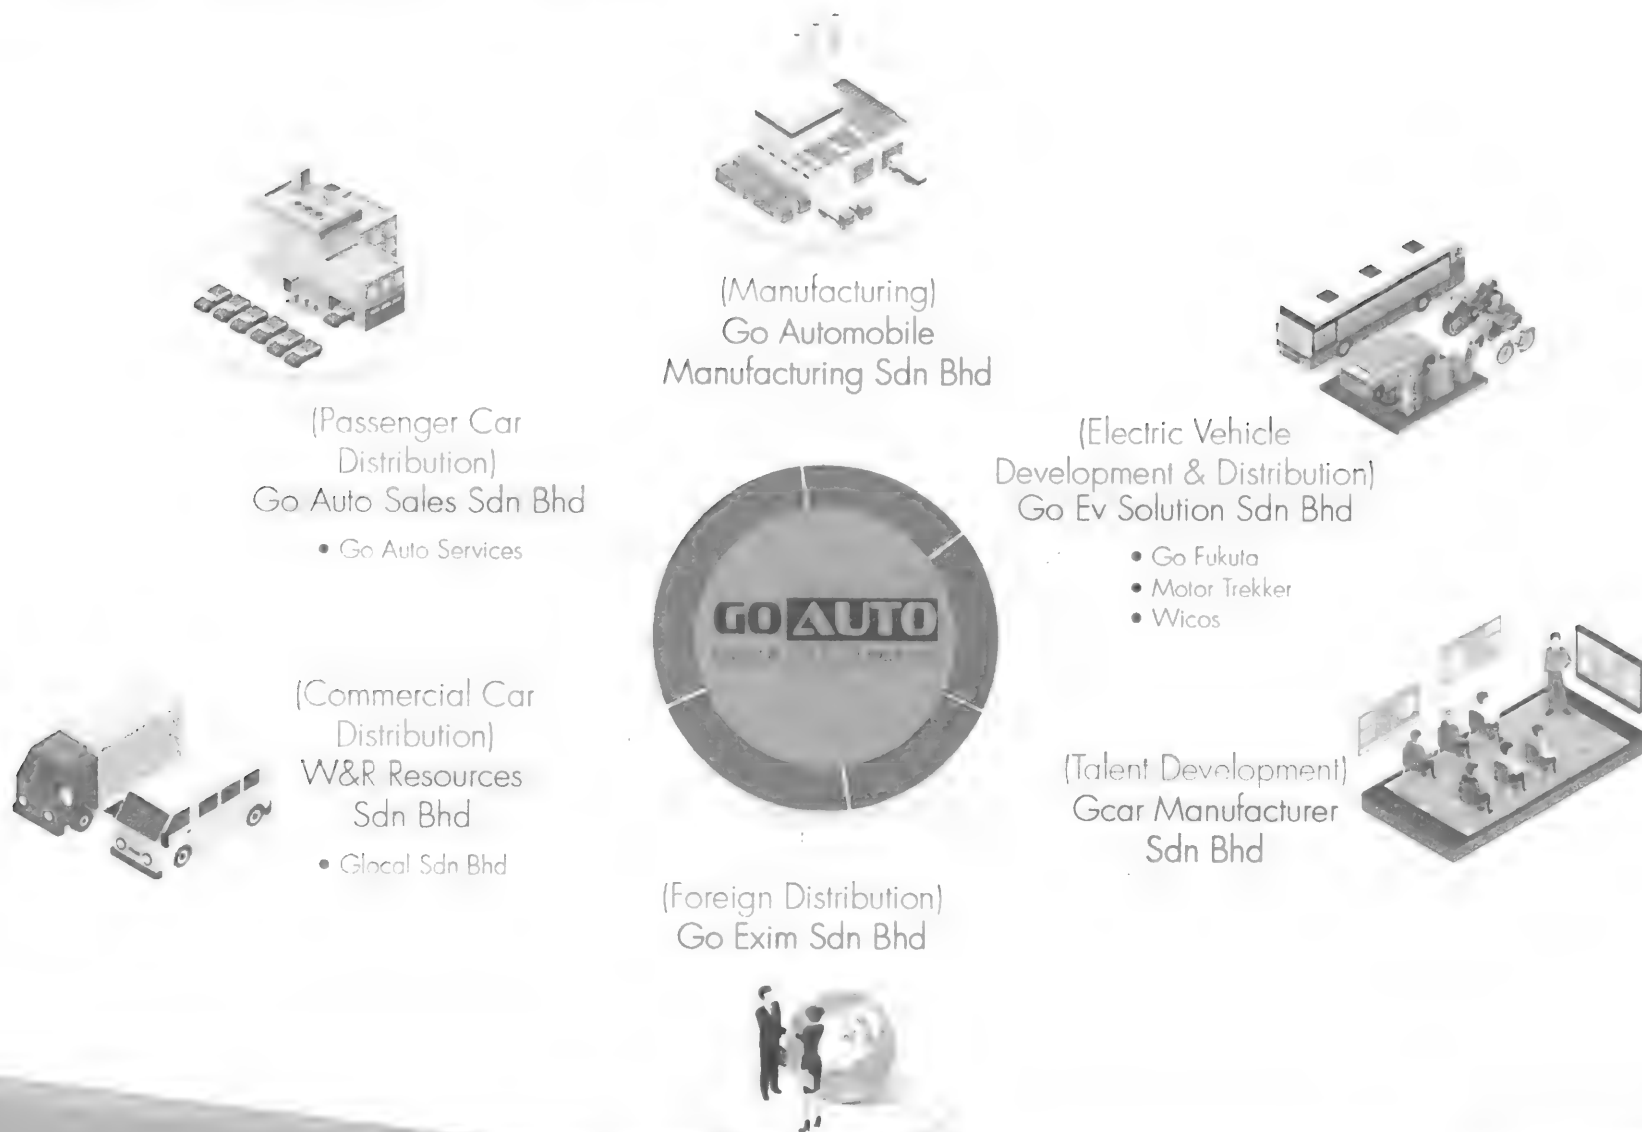 (Manufacturing)
Go Automobile
Manufacturing Sdn Bhd
(Passenger Car
Distribution)
Go Auto Sales Sdn Bhd
• Go Auto Services
(Electric Vehicle
Development & Distribution)
Go Ev Solution Sdn Bhd
• Go Fukuta
• Motor Trekker
• Wicos
GO AUTO
(Commercial Car
Distribution)
W&R Resources
Sdn Bhd
• Glocal Sdn Bhd
(Talent Development)
Gcar Manufacturer
Sdn Bhd
(Foreign Distribution)
Go Exim Sdn Bhd